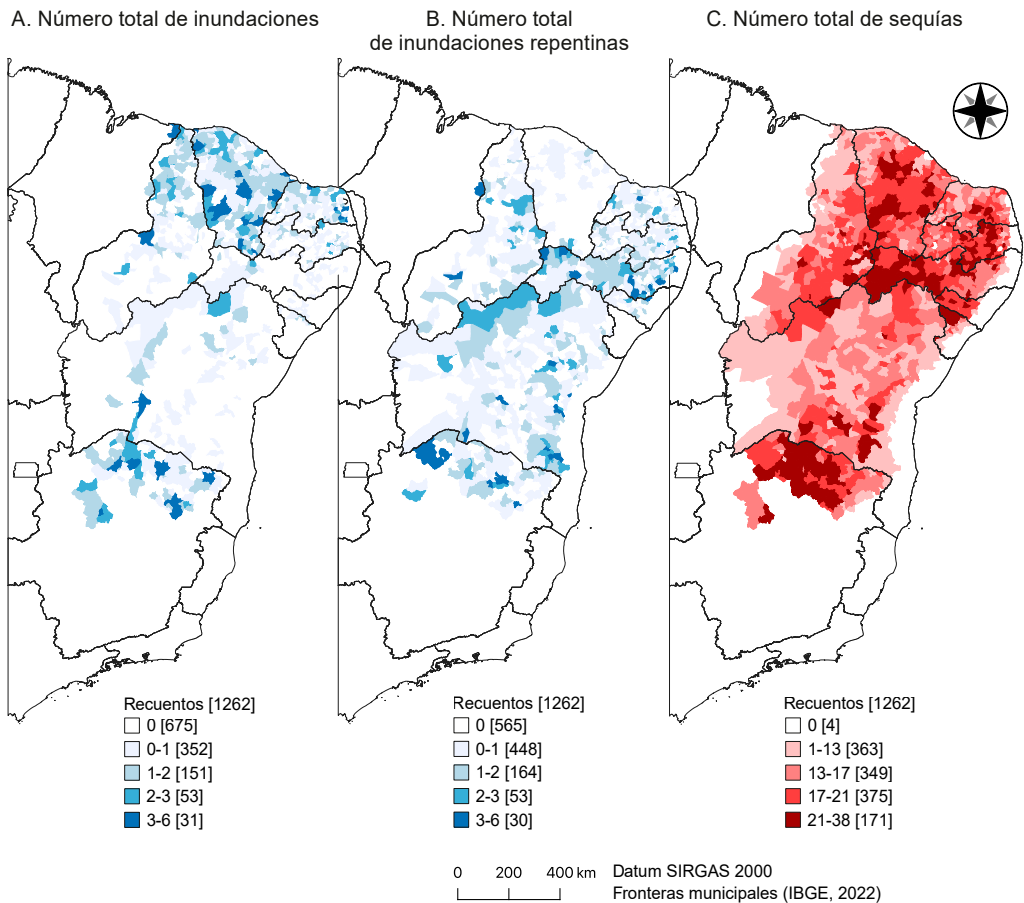 A. Número total de inundaciones
B. Número total
de inundaciones repentinas
C. Número total de sequías
Recuentos [1262]
0 [675]
0-1 [352]
1-2 [151]
2-3 [53]
3-6 [31]
Recuentos [1262]
0 [565]
0-1 [448]
1-2 [164]
2-3 [53]
3-6 [30]
Recuentos [1262]
0 [4]
1-13 [363]
13-17 [349]
17-21 [375]
21-38 [171]
0 200 400 km
Datum SIRGAS 2000
Fronteras municipales (IBGE, 2022)